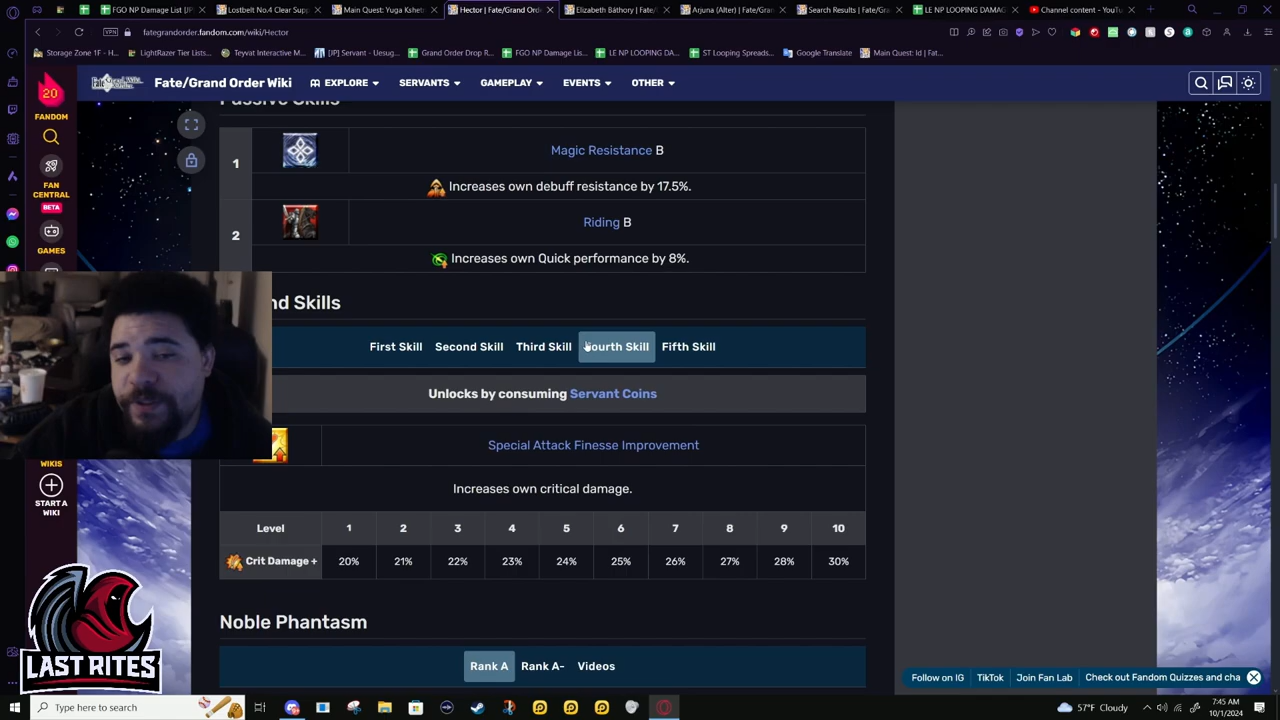 FGO NP Damage List [JP
Lostbelt No.4 Clear Supp
Main Quest: Yuga Ksheti
Hector | Fate/Grand Ord
Elizabeth Báthory | Fate/
Arjuna (Alter) | Fate/Gra
Search Results | Fate/Gra
LE NP LOOPING DAMA
Channel content - YouTu
VPN
fategrandorder.fandom.com/wiki/Hector
Storage Zone 1F - H...
LightRazer Tier Lists...
Teyvat Interactive M...
[JP] Servant - Uesug...
Grand Order Drop R...
FGO NP Damage Lis...
LE NP LOOPING DA...
ST Looping Spreads...
Google Translate
Main Quest: Id | Fat...
20
FANDOM
Fate/Grand Order Wiki
EXPLORE
SERVANTS
GAMEPLAY
EVENTS
OTHER
Passive Skills
1
Magic Resistance B
Increases own debuff resistance by 17.5%.
2
Riding B
Increases own Quick performance by 8%.
FAN
CENTRAL
BETA
GAMES
nd Skills
First Skill
Second Skill
Third Skill
Fourth Skill
Fifth Skill
Unlocks by consuming Servant Coins
Special Attack Finesse Improvement
Increases own critical damage.
Level 1 2 3 4 5 6 7 8 9 10
Crit Damage + 20% 21% 22% 23% 24% 25% 26% 27% 28% 30%
WIKIS
START A
WIKI
Noble Phantasm
Rank A
Rank A-
Videos
LAST RITES
Follow on IG
TikTok
Join Fan Lab
Check out Fandom Quizzes and cha
Type here to search
57°F Cloudy
7:45 AM
10/1/2024